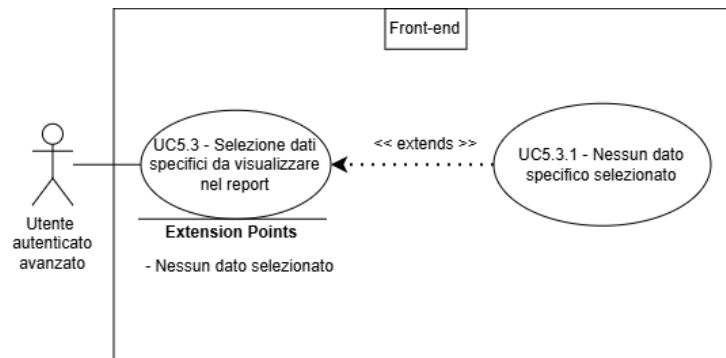 Front-end
UC5.3 - Selezione dati
specifici da visualizzare
nel report
<< extends >>
UC5.3.1 - Nessun dato
specifico selezionato
Utente
autenticato
avanzato
Extension Points
- Nessun dato selezionato